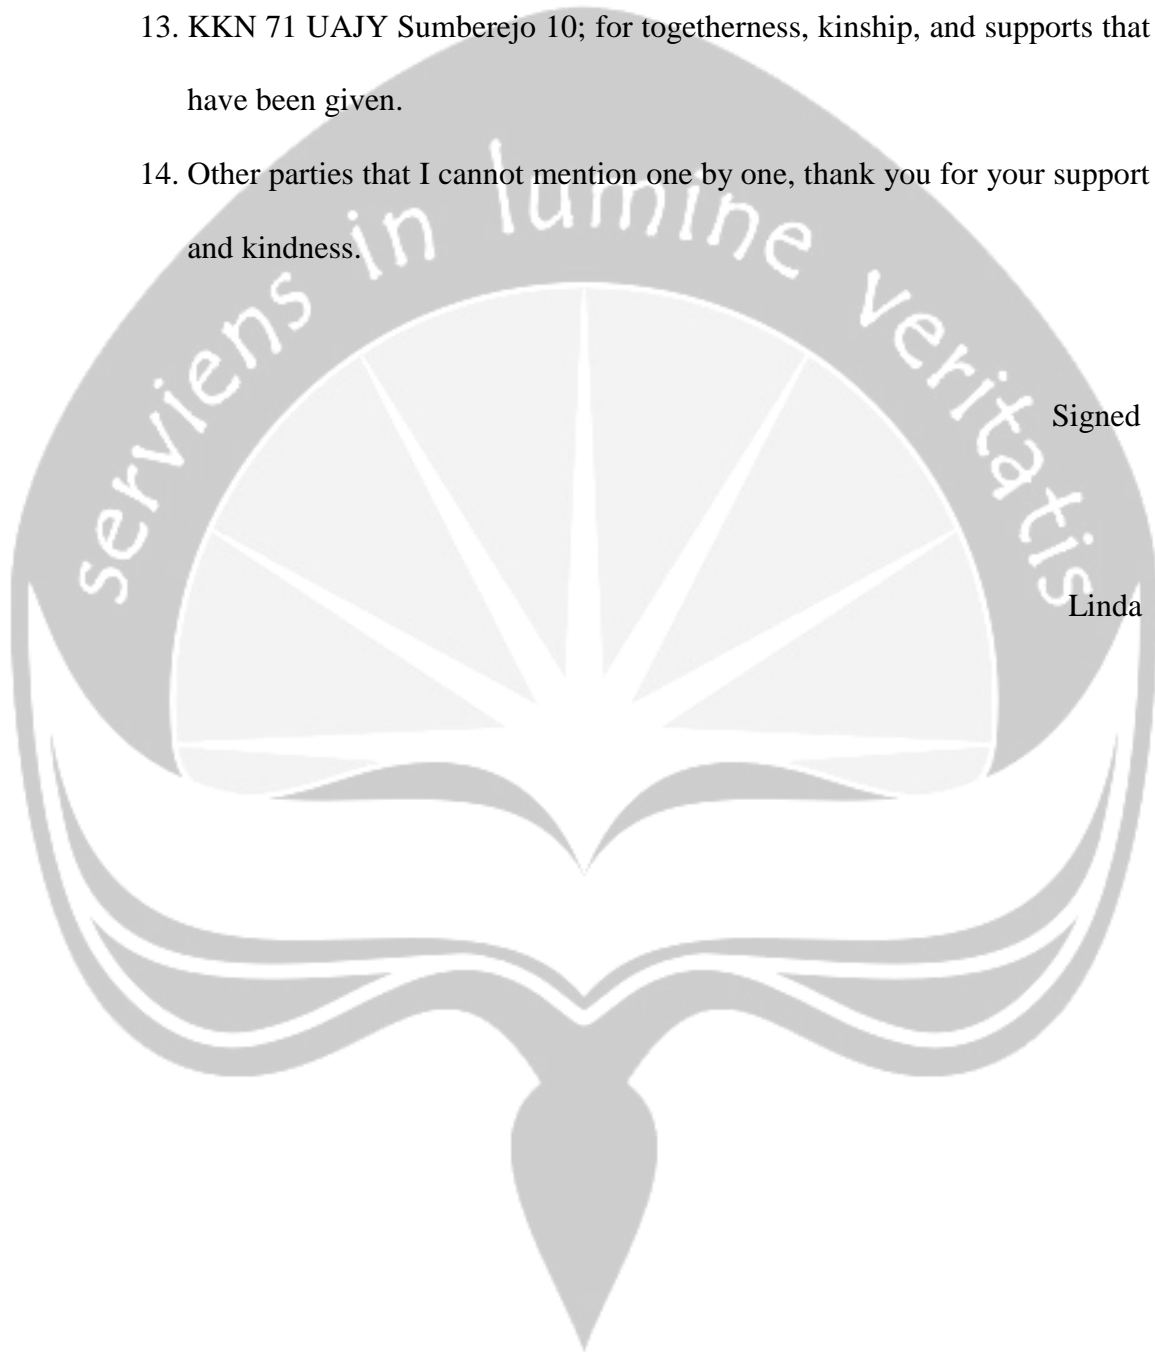 13. KKN 71 UAJY Sumberejo 10; for togetherness, kinship, and supports that
have been given.
14. Other parties that I cannot mention one by one, thank you for your support
and kindness.
serviens in lumine veritatis
Signed
Linda